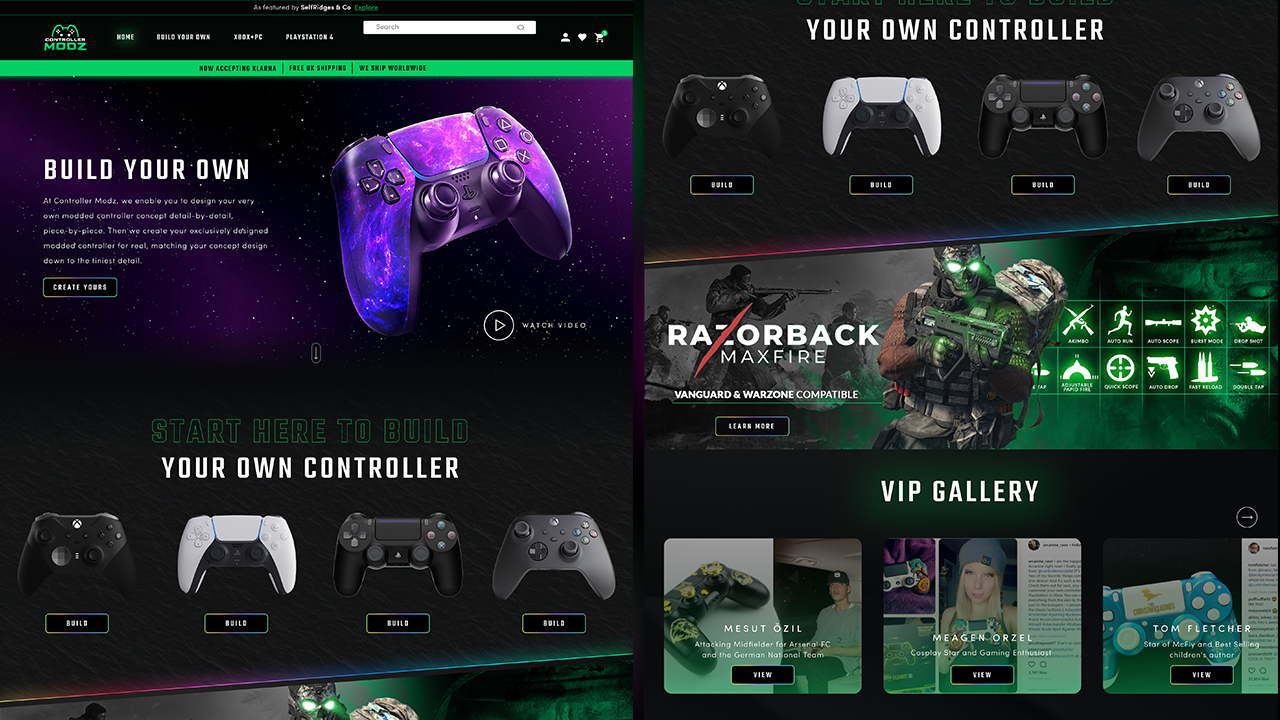 As featured by SelfRidges & Co Explore
CONTROLLER
MODZ
HOME
BUILD YOUR OWN
XBOX+PC
PLAYSTATION 4
Search
NOW ACCEPTING KLARNA
FREE UK SHIPPING
WE SHIP WORLDWIDE
BUILD YOUR OWN
At Controller Modz, we enable you to design your very
own modded controller concept detail-by-detail,
piece-by-piece. Then we create your exclusively designed
modded controller for real, matching your concept design
down to the tiniest detail.
CREATE YOURS
WATCH VIDEO
START HERE TO BUILD
YOUR OWN CONTROLLER
BUILD
BUILD
BUILD
BUILD
START HERE TO BUILD
YOUR OWN CONTROLLER
BUILD
BUILD
BUILD
BUILD
RAZORBACK
MAXFIRE
VANGUARD & WARZONE COMPATIBLE
LEARN MORE
AKIMBO
AUTO RUN
AUTO SCOPE
BURST MODE
DROP SHOT
TAP
ADJUSTABLE
PAPID FIRE
QUICK SCOPE
AUTO DROP
FAST RELOAD
DOUBLE TAP
VIP GALLERY
MESUT ÖZIL
Attacking Midfielder for Arsenal FC
and the German National Team
VIEW
MEAGEN ORZEL
Cosplay Star and Gaming Enthusiast
VIEW
TOM FLETCHER
Star of McFly and Best Selling
children's author
VIEW